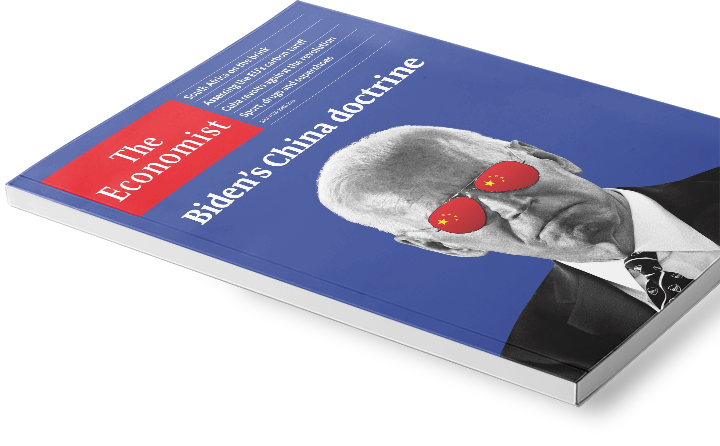 South Africa on the brink
Assessing the EU's carbon tariff
Cuba revolts against the revolution
Sport, drugs and superstition
The
Economist
Biden's China doctrine